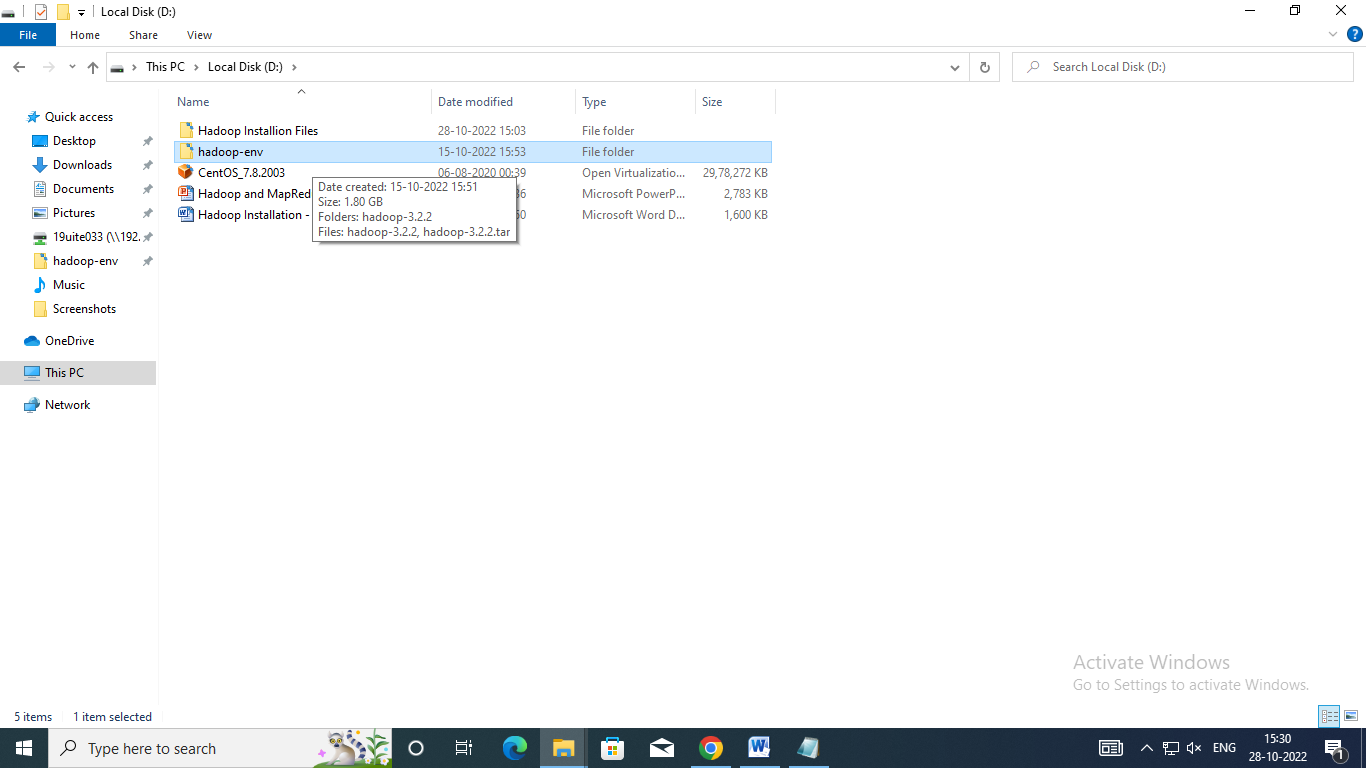 Local Disk (D:)
File Home Share View
This PC Local Disk (D:)
Search Local Disk (D:)
Name Date modified Type Size
Quick access
Desktop
Downloads
Documents
Pictures
19uite033 (\\192.
hadoop-env
Music
Screenshots
OneDrive
This PC
Network
Hadoop Installion Files 28-10-2022 15:03 File folder
hadoop-env 15-10-2022 15:53 File folder
CentOS_7.8.2003 06-08-2020 00:39 Open Virtualizatio... 29,78,272 KB
Hadoop and MapRed 36 Microsoft PowerP... 2,783 KB
Hadoop Installation - 50 Microsoft Word D... 1,600 KB
Date created: 15-10-2022 15:51
Size: 1.80 GB
Folders: hadoop-3.2.2
Files: hadoop-3.2.2, hadoop-3.2.2.tar
Activate Windows
Go to Settings to activate Windows.
5 items 1 item selected
Type here to search
ENG
15:30
28-10-2022
1